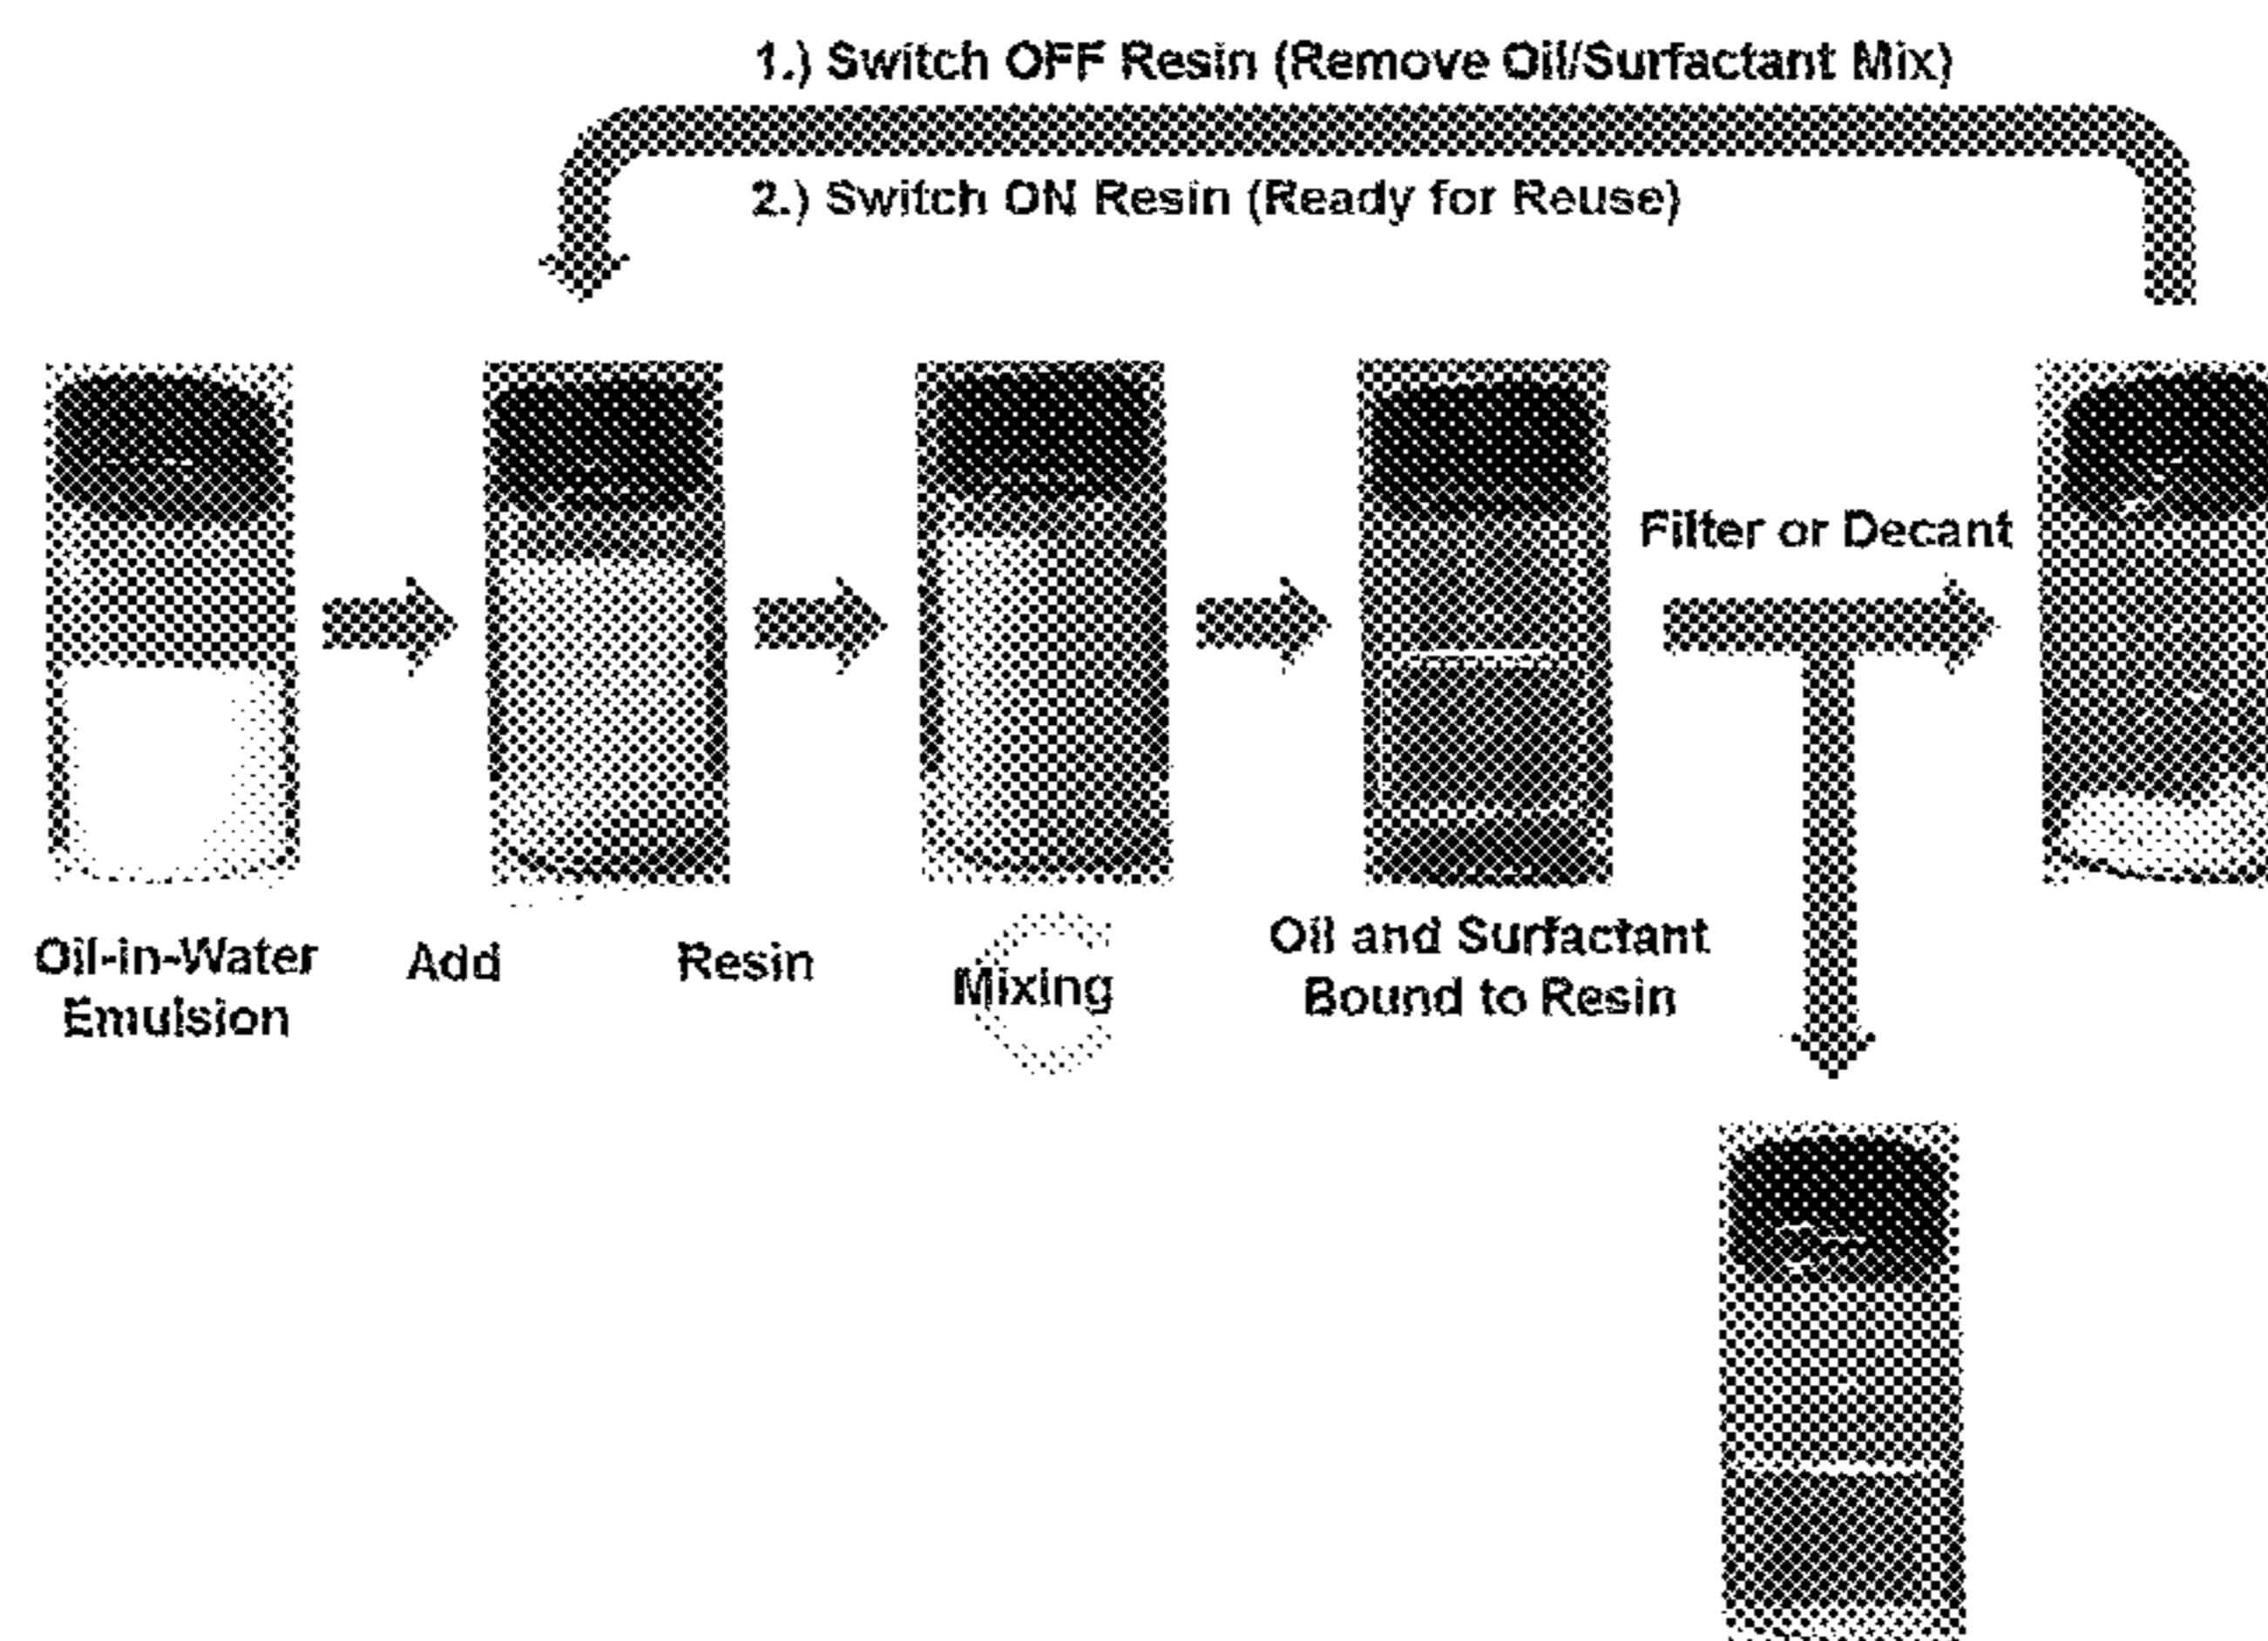 1.) Switch OFF Resin (Remove Oil/Surfactant Mix)
2.) Switch ON Resin (Ready for Reuse)
Filter or Decant
Oil-in-Water
Emulsion
Add Resin
Mixing
Oil and Surfactant
Bound to Resin